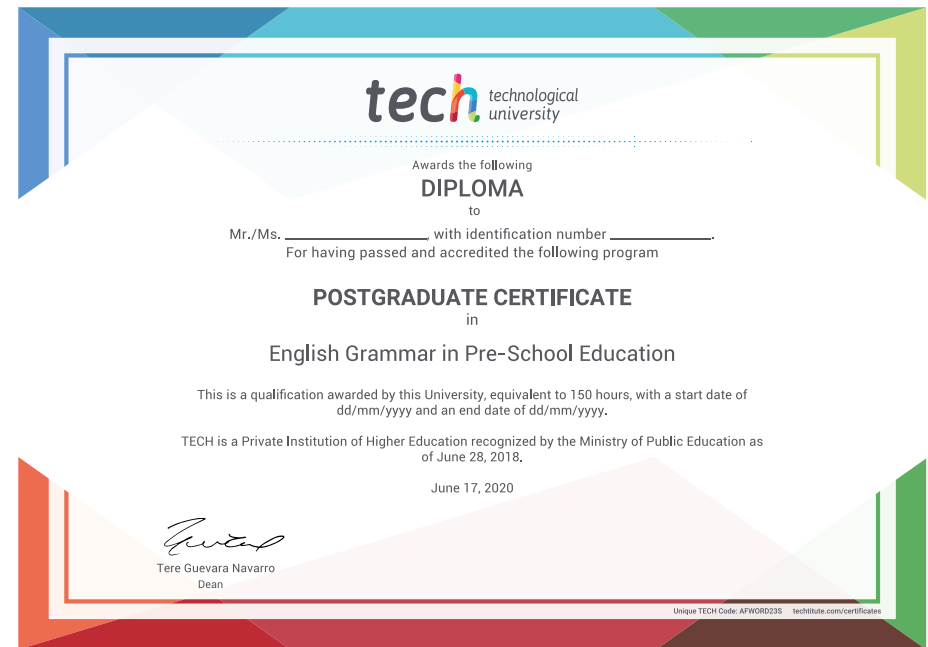 tech technological
university
Awards the following
DIPLOMA
to
Mr./Ms. ____________________, with identification number ______________.
For having passed and accredited the following program
POSTGRADUATE CERTIFICATE
in
English Grammar in Pre-School Education
This is a qualification awarded by this University, equivalent to 150 hours, with a start date of
dd/mm/yyyy and an end date of dd/mm/yyyy.
TECH is a Private Institution of Higher Education recognized by the Ministry of Public Education as
of June 28, 2018.
June 17, 2020
Tere Guevara Navarro
Dean
Unique TECH Code: AFWORD23S techtitute.com/certificates